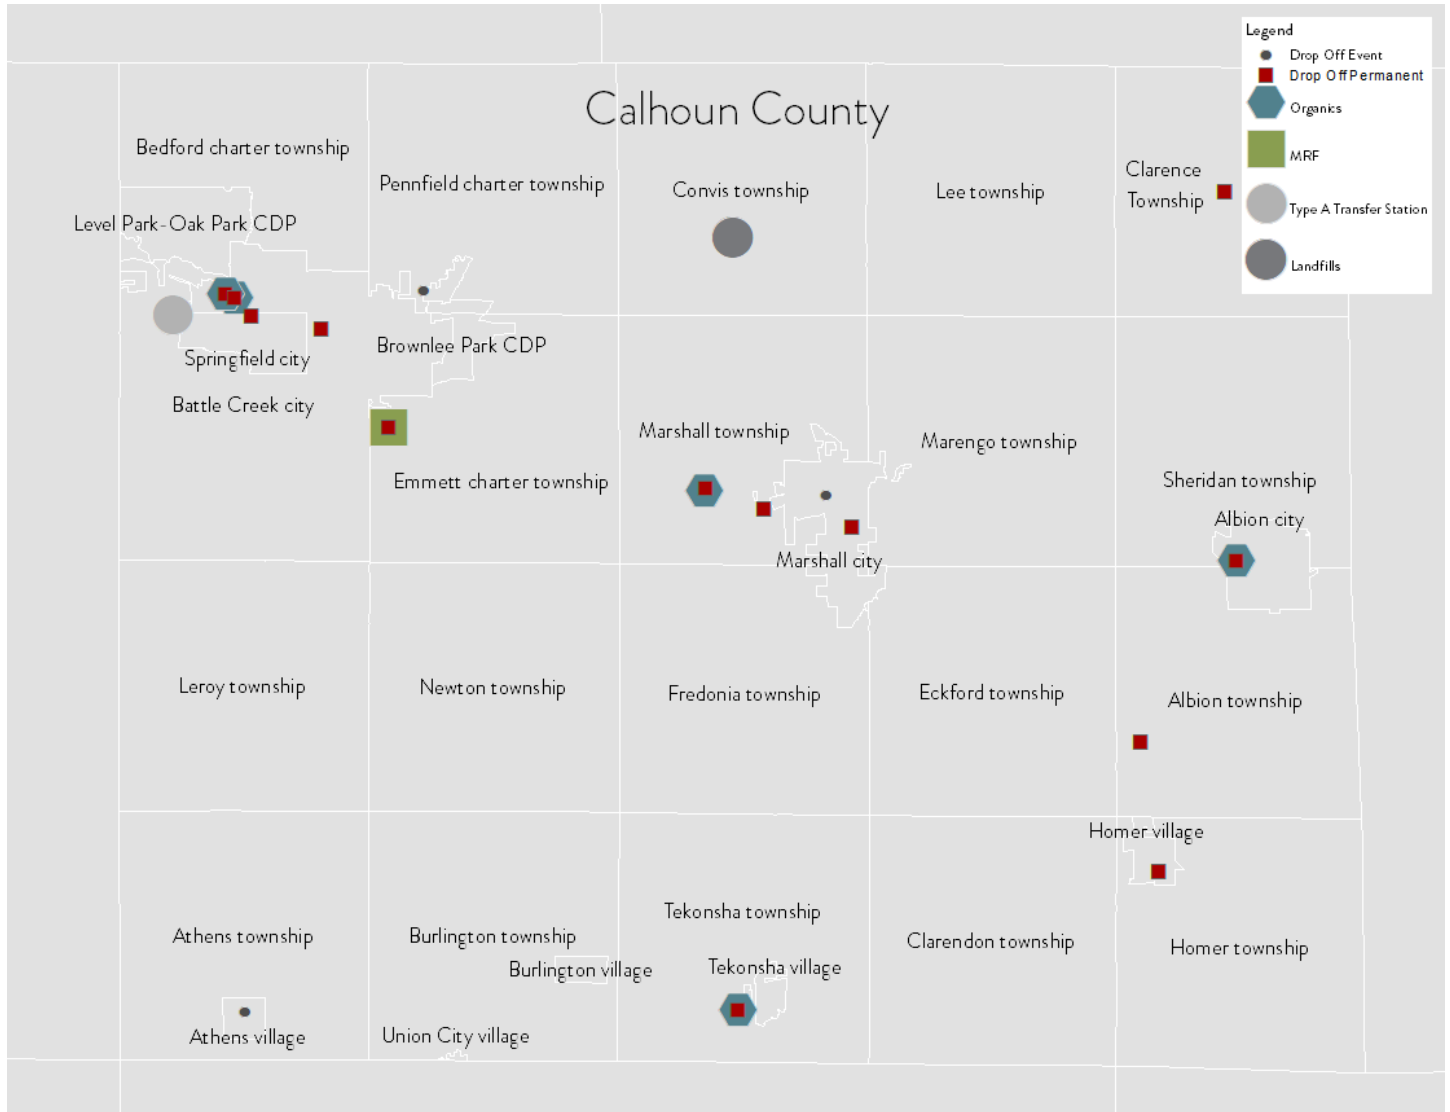 Legend
Drop Off Event
Drop Off Permanent
Organics
MRF
Type A Transfer Station
Landfills
Calhoun County
Bedford charter township
Pennfield charter township
Convis township
Lee township
Clarence
Township
Level Park-Oak Park CDP
Springfield city
Brownlee Park CDP
Battle Creek city
Marshall township
Marengo township
Emmett charter township
Sheridan township
Albion city
Marshall city
Leroy township
Newton township
Fredonia township
Eckford township
Albion township
Homer village
Tekonsha township
Athens township
Burlington township
Clarendon township
Homer township
Burlington village
Tekonsha village
Athens village
Union City village